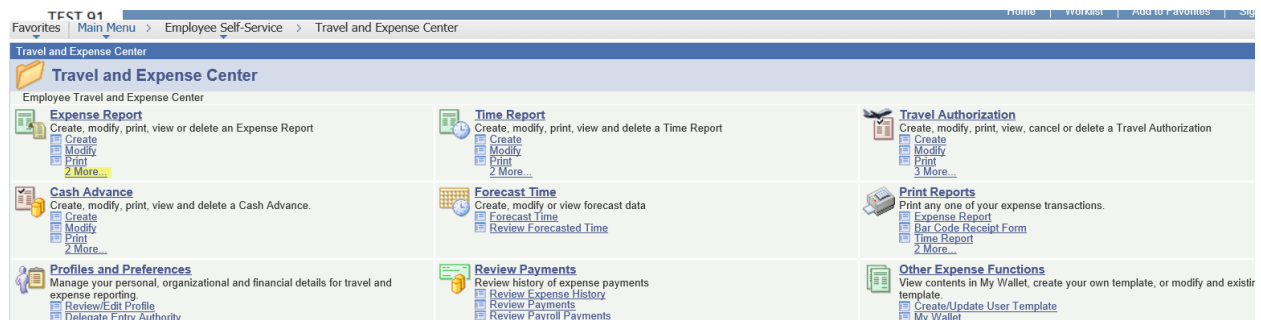 TEST 91
Home | Worklist | Add to Favorites |
Favorites | Main Menu > Employee Self-Service > Travel and Expense Center
Travel and Expense Center
Travel and Expense Center
Employee Travel and Expense Center
Expense Report
Create, modify, print, view or delete an Expense Report
Create
Modify
Print
2 More...
Time Report
Create, modify, print, view and delete a Time Report
Create
Modify
Print
2 More...
Travel Authorization
Create, modify, print, view, cancel or delete a Travel Authorization
Create
Modify
Print
3 More...
Cash Advance
Create, modify, print, view and delete a Cash Advance.
Create
Modify
Print
2 More...
Forecast Time
Create, modify or view forecast data
Forecast Time
Review Forecasted Time
Print Reports
Print any one of your expense transactions.
Expense Report
Bar Code Receipt Form
Time Report
2 More...
Profiles and Preferences
Manage your personal, organizational and financial details for travel and
expense reporting.
Review/Edit Profile
Delegate Entry Authority
Review Payments
Review history of expense payments
Review Expense History
Review Payments
Review Payroll Payments
Other Expense Functions
View contents in My Wallet, create your own template, or modify and existin
template.
Create/Update User Template
My Wallet